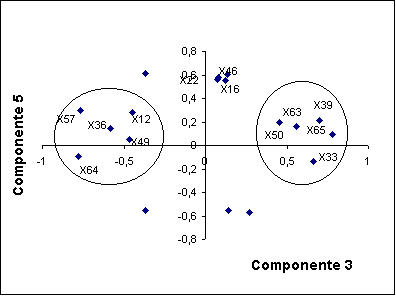 0,8
X46
0,6
X22
X16
0,4
X57
X12
X63
X39
0,2
X36
X50
X65
X49
0
-1
-0,5
0
0,5
1
X33
X64
-0,2
-0,4
-0,6
-0,8
Componente 5
Componente 3